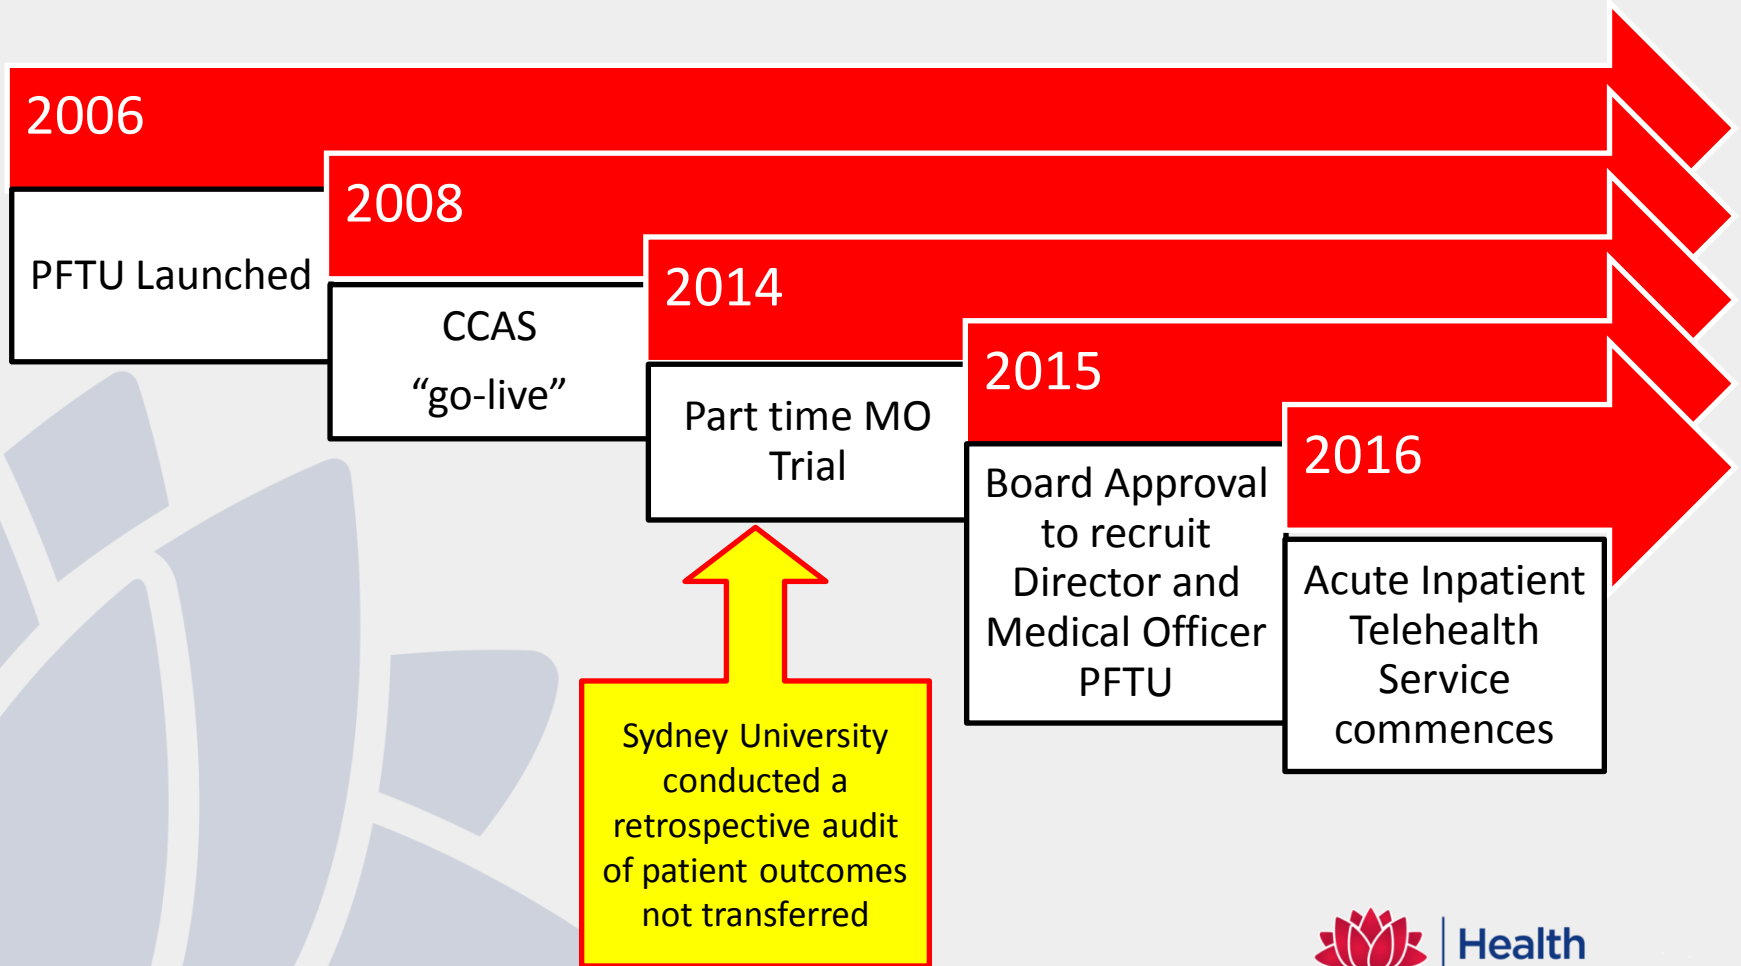 2006
PFTU Launched
2008
CCAS
“go-live”
2014
Part time MO
Trial
2015
Board Approval
to recruit
Director and
Medical Officer
PFTU
2016
Acute Inpatient
Telehealth
Service
commences
Sydney University
conducted a
retrospective audit
of patient outcomes
not transferred
Health